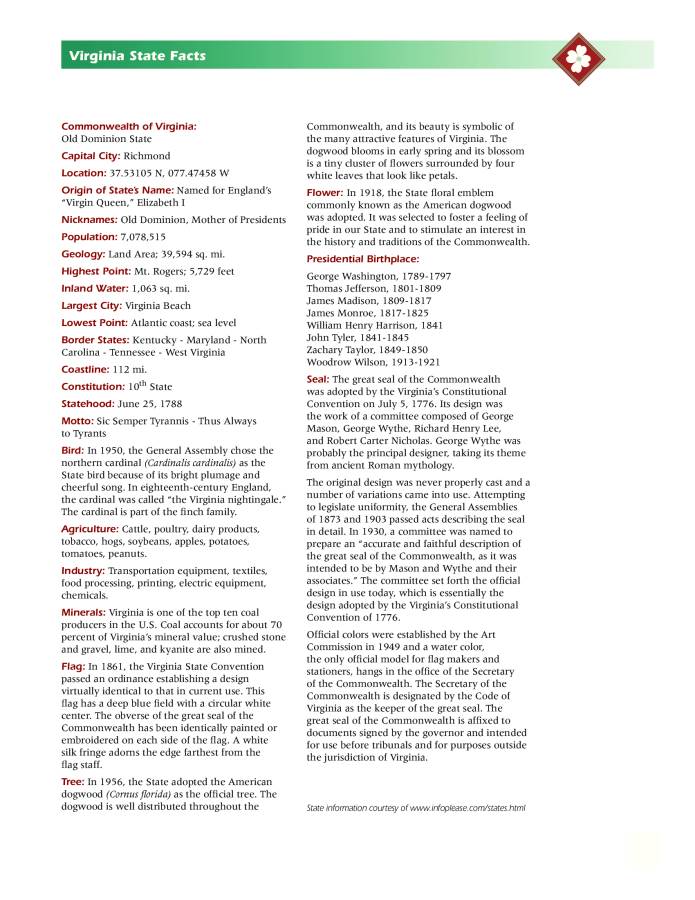 Virginia State Facts
Commonwealth of Virginia:
Old Dominion State
Capital City: Richmond
Location: 37.53105 N, 077.47458 W
Origin of State's Name: Named for England's
“Virgin Queen,” Elizabeth I
Nicknames: Old Dominion, Mother of Presidents
Population: 7,078,515
Geology: Land Area; 39,594 sq. mi.
Highest Point: Mt. Rogers; 5,729 feet
Inland Water: 1,063 sq. mi.
Largest City: Virginia Beach
Lowest Point: Atlantic coast; sea level
Border States: Kentucky - Maryland - North
Carolina - Tennessee - West Virginia
Coastline: 112 mi.
Constitution: 10th State
Statehood: June 25, 1788
Motto: Sic Semper Tyrannis - Thus Always
to Tyrants
Bird: In 1950, the General Assembly chose the
northern cardinal (Cardinalis cardinalis) as the
State bird because of its bright plumage and
cheerful song. In eighteenth-century England,
the cardinal was called “the Virginia nightingale.”
The cardinal is part of the finch family.
Agriculture: Cattle, poultry, dairy products,
tobacco, hogs, soybeans, apples, potatoes,
tomatoes, peanuts.
Industry: Transportation equipment, textiles,
food processing, printing, electric equipment,
chemicals.
Minerals: Virginia is one of the top ten coal
producers in the U.S. Coal accounts for about 70
percent of Virginia's mineral value; crushed stone
and gravel, lime, and kyanite are also mined.
Flag: In 1861, the Virginia State Convention
passed an ordinance establishing a design
virtually identical to that in current use. This
flag has a deep blue field with a circular white
center. The obverse of the great seal of the
Commonwealth has been identically painted or
embroidered on each side of the flag. A white
silk fringe adorns the edge farthest from the
flag staff.
Tree: In 1956, the State adopted the American
dogwood (Cornus florida) as the official tree. The
dogwood is well distributed throughout the
Commonwealth, and its beauty is symbolic of
the many attractive features of Virginia. The
dogwood blooms in early spring and its blossom
is a tiny cluster of flowers surrounded by four
white leaves that look like petals.
Flower: In 1918, the State floral emblem
commonly known as the American dogwood
was adopted. It was selected to foster a feeling of
pride in our State and to stimulate an interest in
the history and traditions of the Commonwealth.
Presidential Birthplace:
George Washington, 1789-1797
Thomas Jefferson, 1801-1809
James Madison, 1809-1817
James Monroe, 1817-1825
William Henry Harrison, 1841
John Tyler, 1841-1845
Zachary Taylor, 1849-1850
Woodrow Wilson, 1913-1921
Seal: The great seal of the Commonwealth
was adopted by the Virginia's Constitutional
Convention on July 5, 1776. Its design was
the work of a committee composed of George
Mason, George Wythe, Richard Henry Lee,
and Robert Carter Nicholas. George Wythe was
probably the principal designer, taking its theme
from ancient Roman mythology.
The original design was never properly cast and a
number of variations came into use. Attempting
to legislate uniformity, the General Assemblies
of 1873 and 1903 passed acts describing the seal
in detail. In 1930, a committee was named to
prepare an “accurate and faithful description of
the great seal of the Commonwealth, as it was
intended to be by Mason and Wythe and their
associates.” The committee set forth the official
design in use today, which is essentially the
design adopted by the Virginia's Constitutional
Convention of 1776.
Official colors were established by the Art
Commission in 1949 and a water color,
the only official model for flag makers and
stationers, hangs in the office of the Secretary
of the Commonwealth. The Secretary of the
Commonwealth is designated by the Code of
Virginia as the keeper of the great seal. The
great seal of the Commonwealth is affixed to
documents signed by the governor and intended
for use before tribunals and for purposes outside
the jurisdiction of Virginia.
State information courtesy of www.infoplease.com/states.html